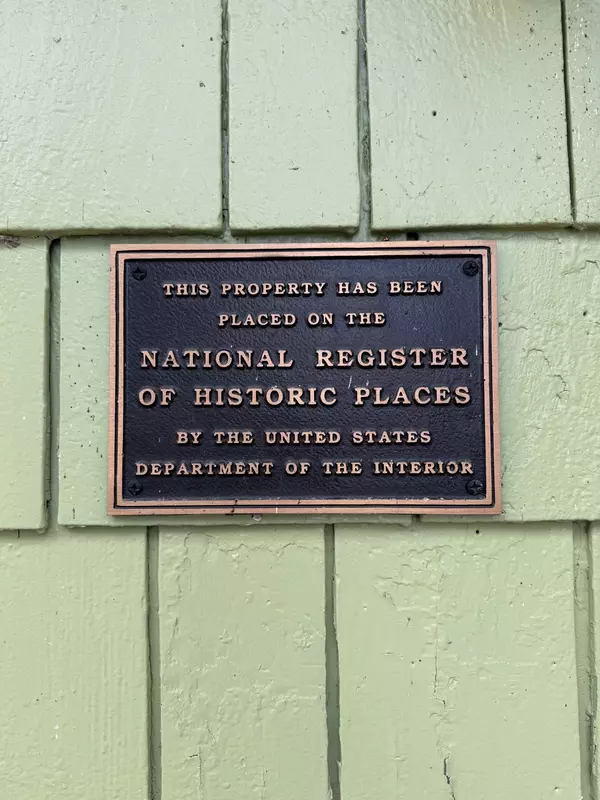 THIS PROPERTY HAS BEEN
PLACED ON THE
NATIONAL REGISTER
OF HISTORIC PLACES
BY THE UNITED STATES
DEPARTMENT OF THE INTERIOR